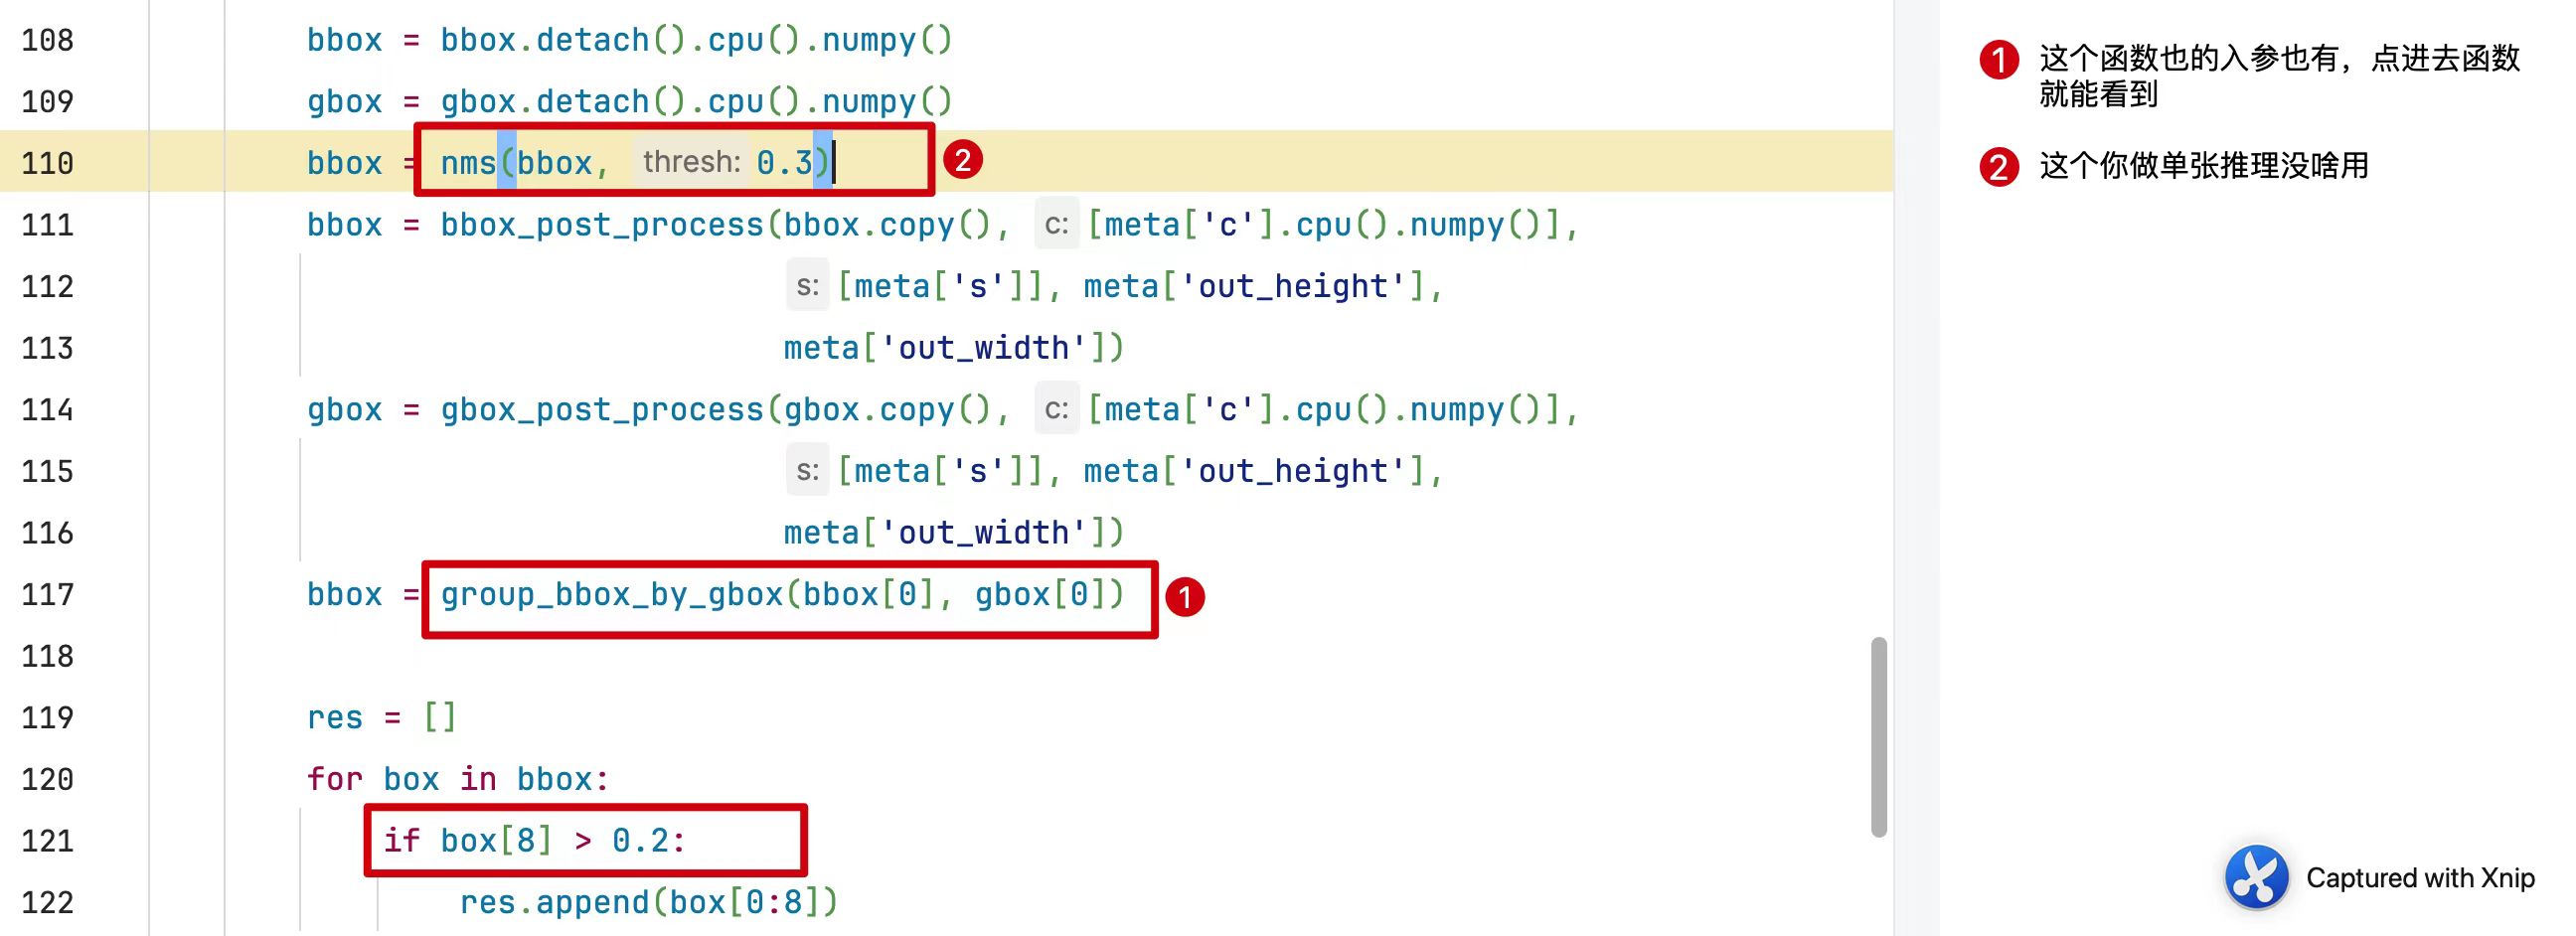 108 bbox = bbox.detach().cpu().numpy()
109 gbox = gbox.detach().cpu().numpy()
110 bbox = nms(bbox, thresh: 0.3) 2
111 bbox = bbox_post_process(bbox.copy(), c: [meta['c'].cpu().numpy()],
112 s: [meta['s']], meta['out_height'],
113 meta['out_width'])
114 gbox = gbox_post_process(gbox.copy(), c: [meta['c'].cpu().numpy()],
115 s: [meta['s']], meta['out_height'],
116 meta['out_width'])
117 bbox = group_bbox_by_gbox(bbox[0], gbox[0]) 1
118
119 res = []
120 for box in bbox:
121 if box[8] > 0.2:
122 res.append(box[0:8])
1 这个函数也的入参也有，点进去函数
就能看到
2 这个你做单张推理没啥用
Captured with Xnip